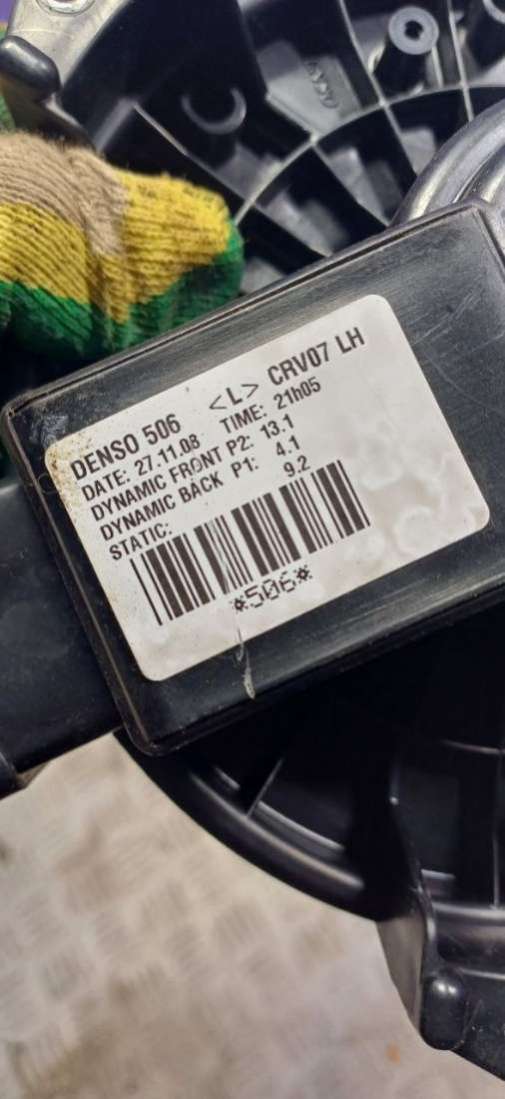 DENSO 506 <L> CRV07 LH
DATE: 27.11.08 TIME: 21h05
DYNAMIC FRONT P2: 13.1
DYNAMIC BACK P1: 4.1
STATIC: 9.2
*506*